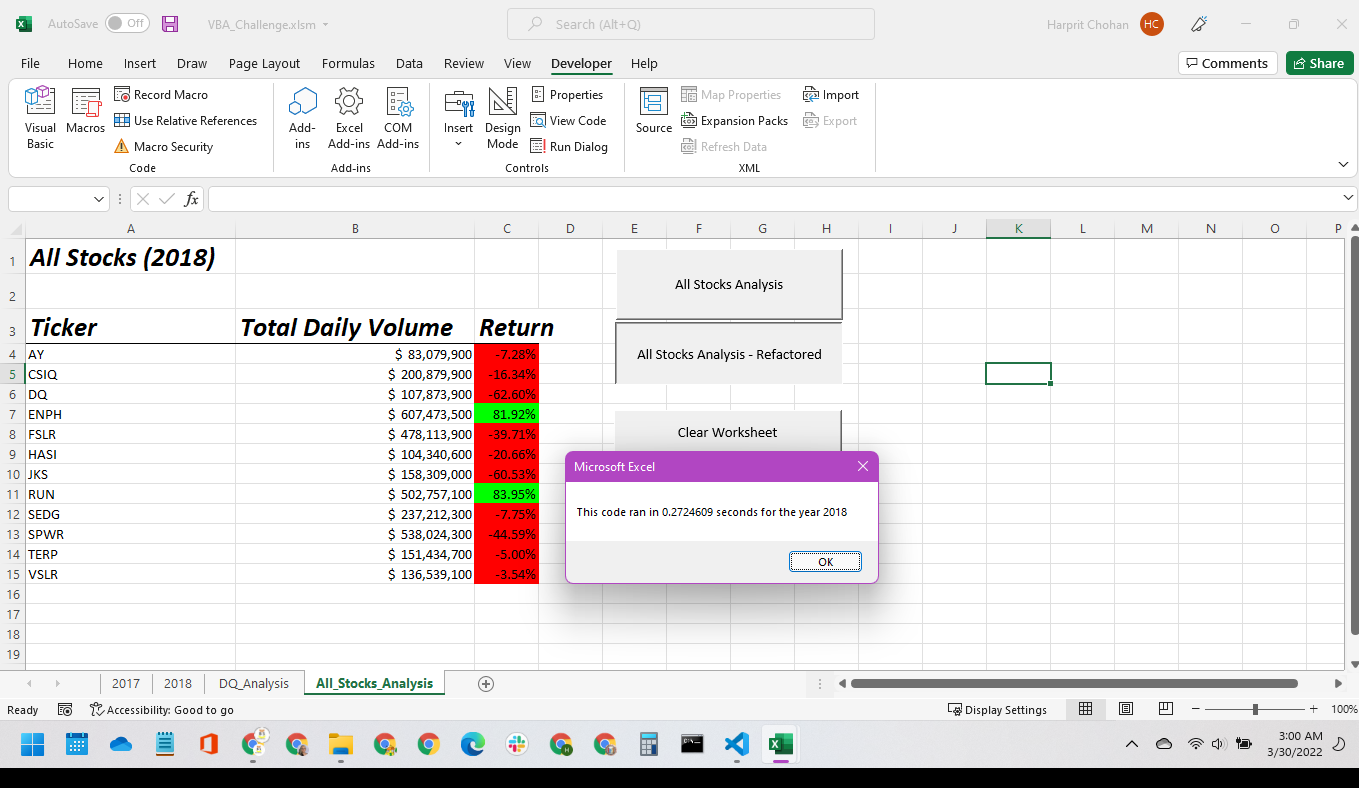 AutoSave Off VBA_Challenge.xlsm Search (Alt+Q) Harprit Chohan HC
File Home Insert Draw Page Layout Formulas Data Review View Developer Help Comments Share
Visual Basic
Macros
Record Macro
Use Relative References
Macro Security
Code
Add-ins
Excel Add-ins
COM Add-ins
Add-ins
Insert
Design Mode
Properties
View Code
Run Dialog
Controls
Source
Map Properties
Expansion Packs
Refresh Data
Import
Export
XML
fx
A B C D E F G H I J K L M N O P
1 All Stocks (2018)
2
3 Ticker Total Daily Volume Return
4 AY $ 83,079,900 -7.28%
5 CSIQ $ 200,879,900 -16.34%
6 DQ $ 107,873,900 -62.60%
7 ENPH $ 607,473,500 81.92%
8 FSLR $ 478,113,900 -39.71%
9 HASI $ 104,340,600 -20.66%
10 JKS $ 158,309,000 -60.53%
11 RUN $ 502,757,100 83.95%
12 SEDG $ 237,212,300 -7.75%
13 SPWR $ 538,024,300 -44.59%
14 TERP $ 151,434,700 -5.00%
15 VSLR $ 136,539,100 -3.54%
16
17
18
19
All Stocks Analysis
All Stocks Analysis - Refactored
Clear Worksheet
Microsoft Excel
This code ran in 0.2724609 seconds for the year 2018
OK
2017 2018 DQ_Analysis All_Stocks_Analysis
Ready Accessibility: Good to go Display Settings 100%
3:00 AM
3/30/2022